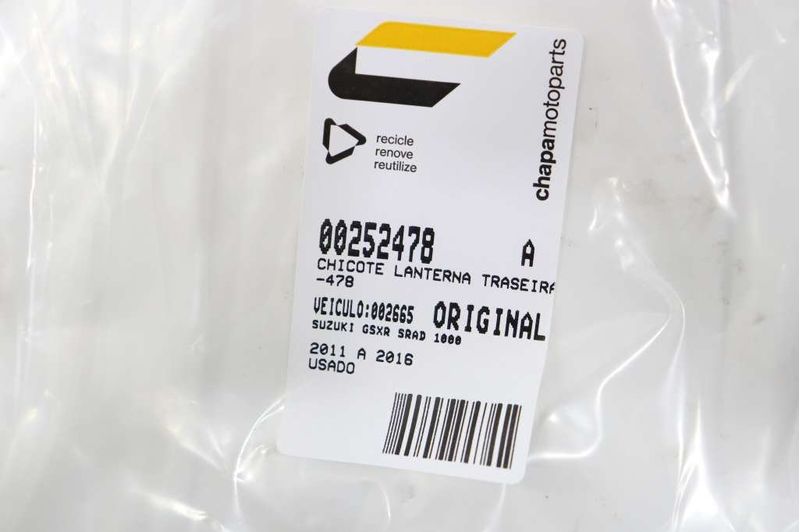 chapamotoparts
recicle
renove
reutilize
00252478 A
CHICOTE LANTERNA TRASEIRA
-478
VEICULO:002665 ORIGINAL
SUZUKI GSXR SRAD 1000
2011 A 2016
USADO